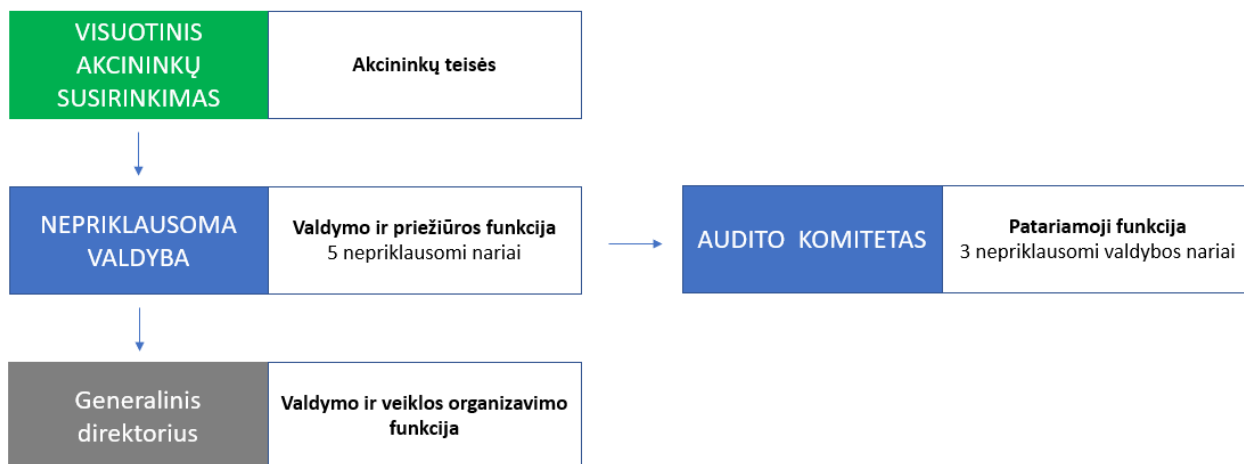 VISUOTINIS
AKCININKŲ
SUSIRINKIMAS
Akcininkų teisės
NEPRIKLAUSOMA
VALDYBA
Valdymo ir priežiūros funkcija
5 nepriklausomi nariai
AUDITO KOMITETAS
Patariamoji funkcija
3 nepriklausomi valdybos nariai
Generalinis
direktorius
Valdymo ir veiklos organizavimo
funkcija